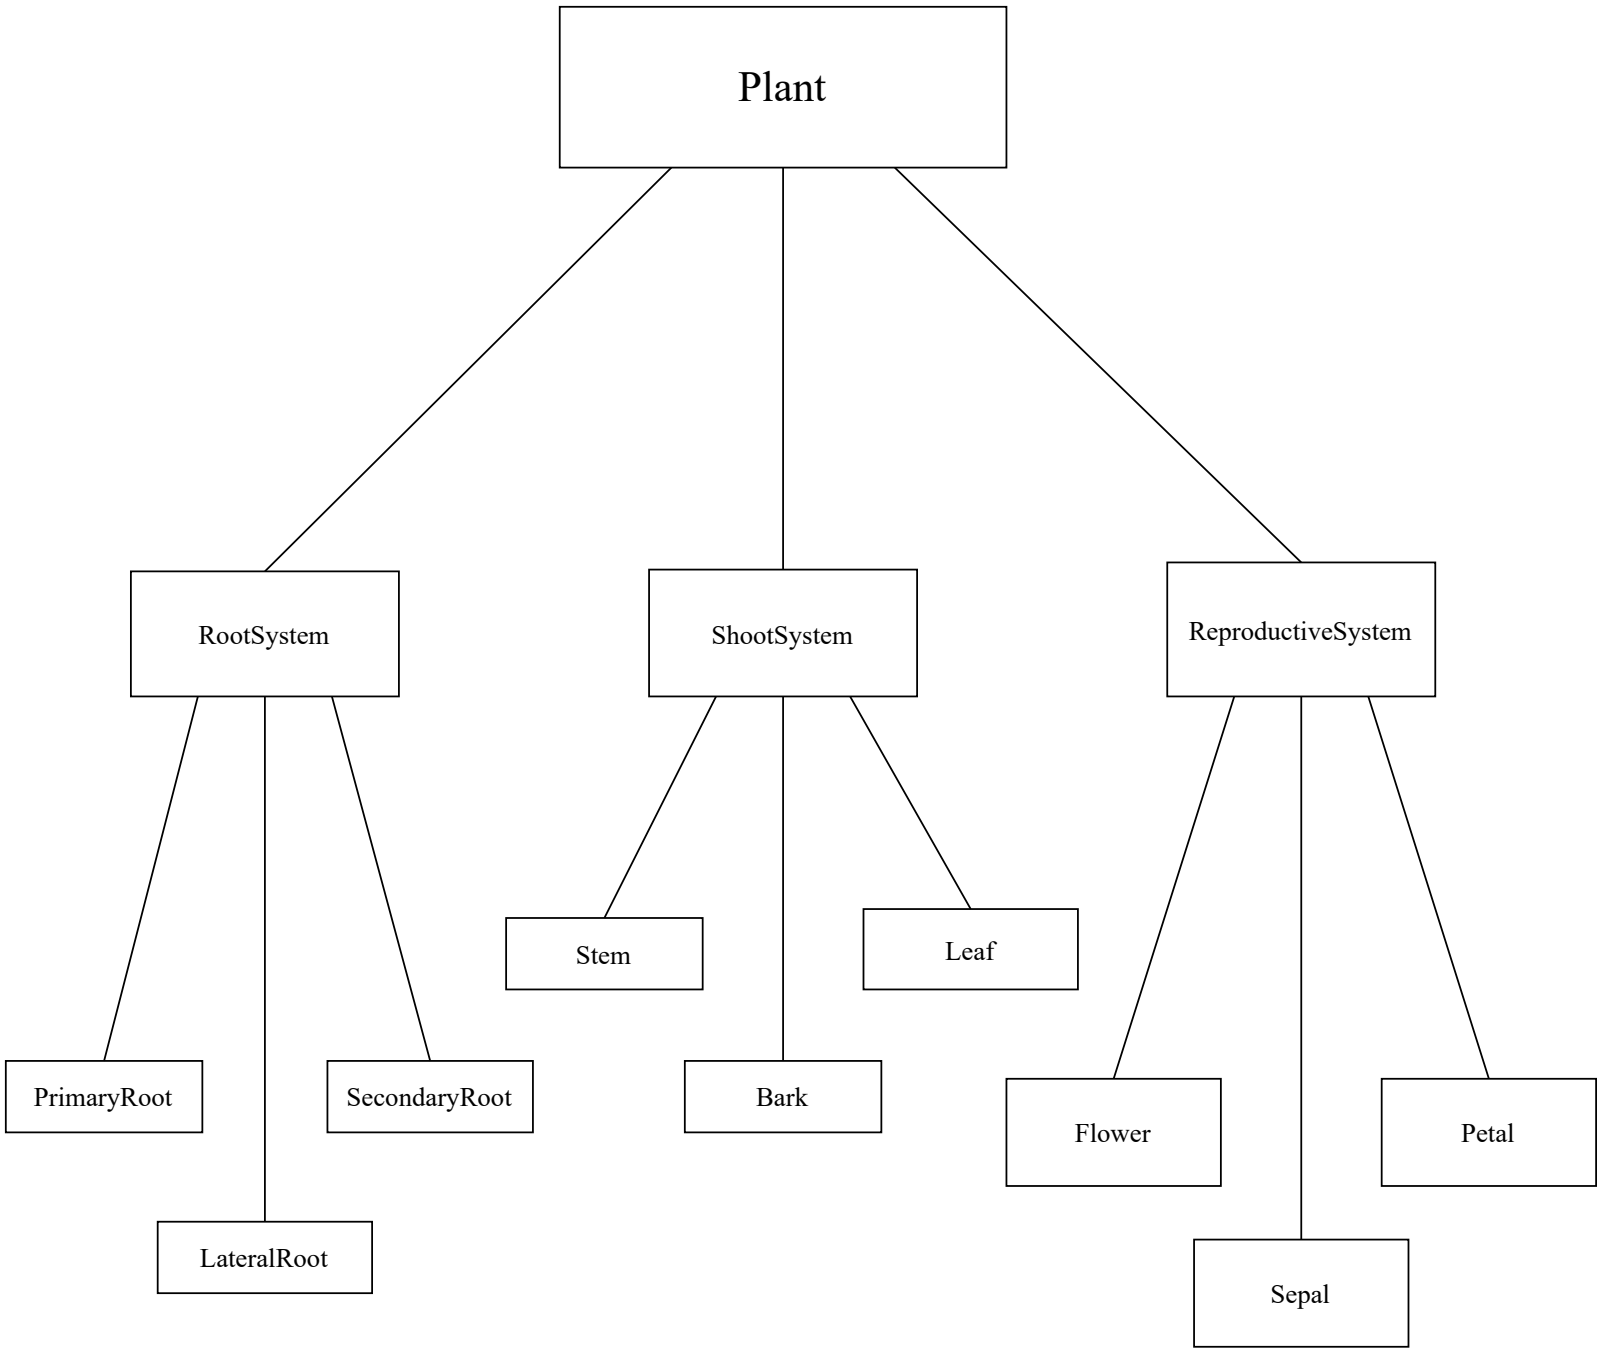 Plant
RootSystem
ShootSystem
ReproductiveSystem
Stem
Leaf
PrimaryRoot
SecondaryRoot
Bark
Flower
Petal
LateralRoot
Sepal